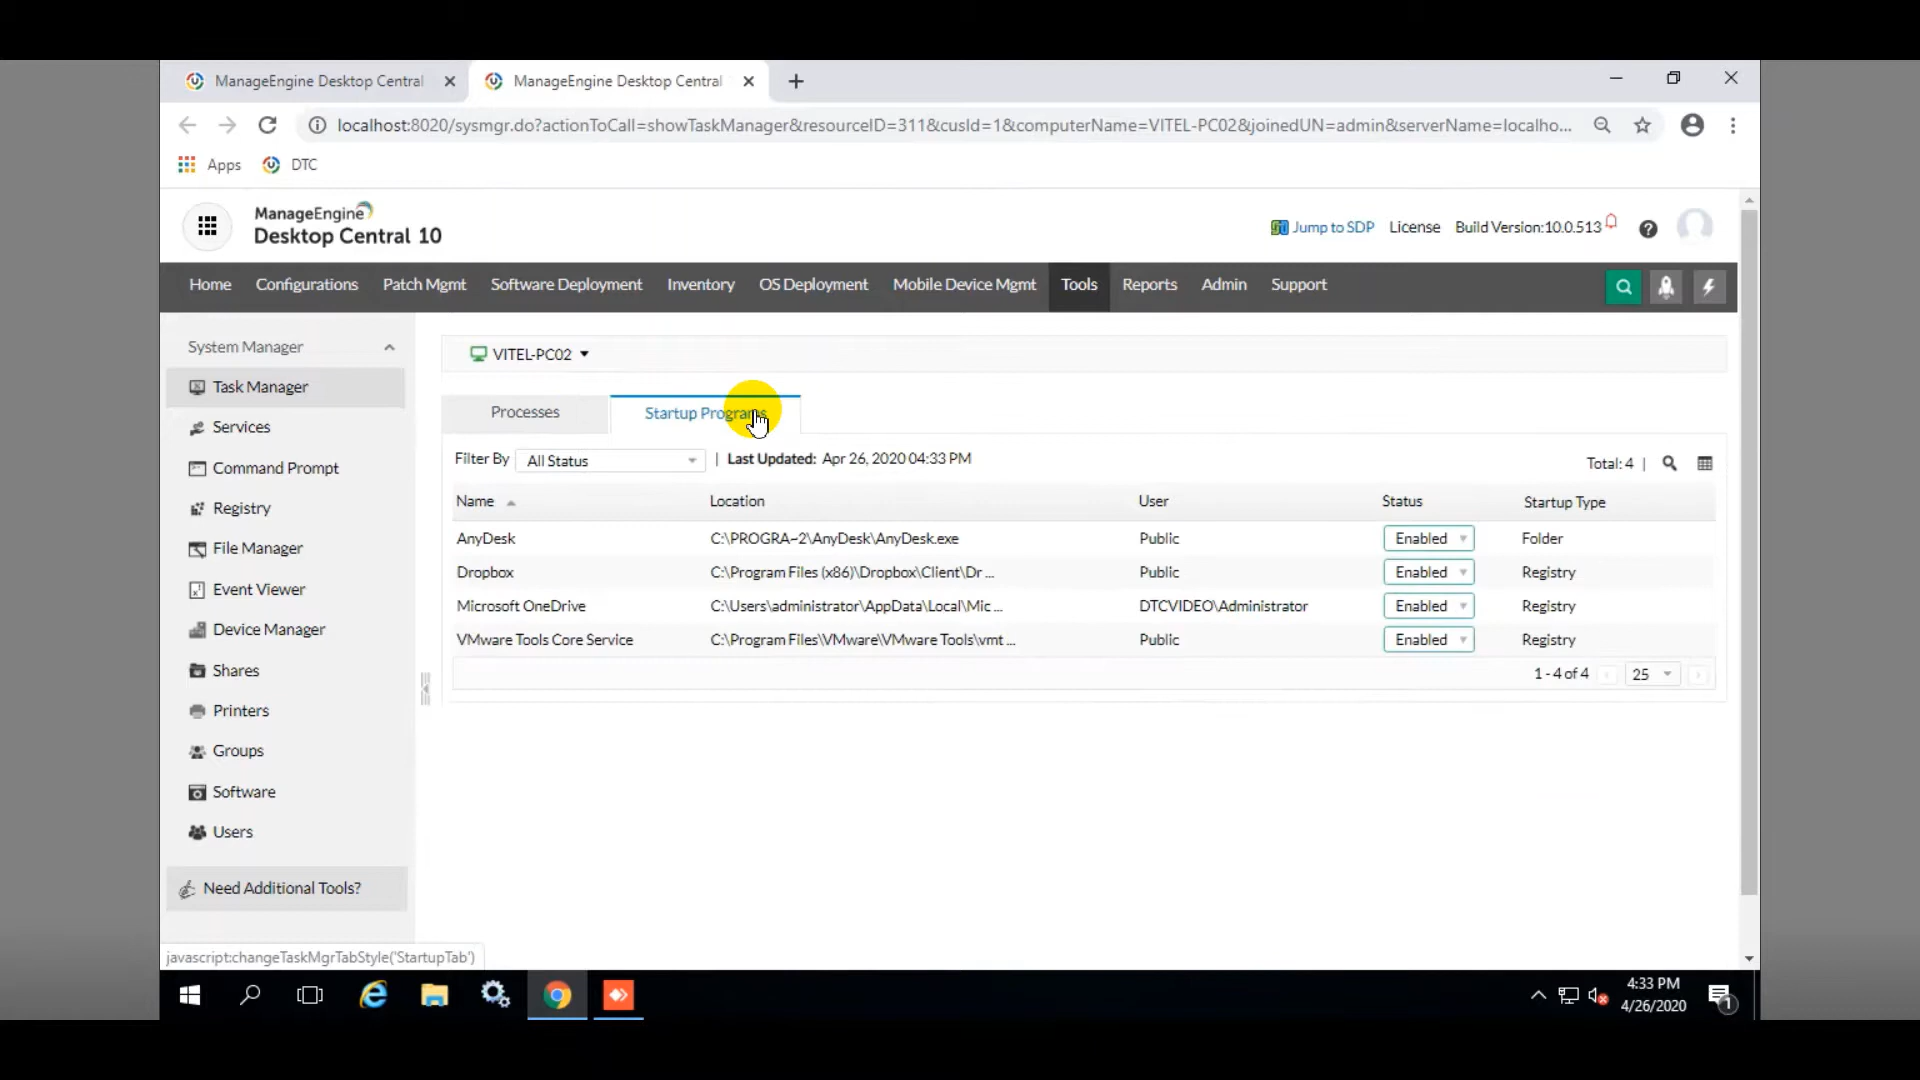 ManageEngine Desktop Central
ManageEngine Desktop Central
localhost:8020/sysmgr.do?actionToCall=showTaskManager&resourceID=311&cusId=1&computerName=VITEL-PC02&joinedUN=admin&serverName=localho...
Apps DTC
ManageEngine
Desktop Central 10
Jump to SDP License Build Version:10.0.513
Home Configurations Patch Mgmt Software Deployment Inventory OS Deployment Mobile Device Mgmt Tools Reports Admin Support
System Manager
Task Manager
Services
Command Prompt
Registry
File Manager
Event Viewer
Device Manager
Shares
Printers
Groups
Software
Users
Need Additional Tools?
VITEL-PC02
Processes Startup Programs
Filter By All Status | Last Updated: Apr 26, 2020 04:33 PM
Total: 4 |
Name Location User Status Startup Type
AnyDesk C:\PROGRA~2\AnyDesk\AnyDesk.exe Public Enabled Folder
Dropbox C:\Program Files (x86)\Dropbox\Client\Dr ... Public Enabled Registry
Microsoft OneDrive C:\Users\administrator\AppData\Local\Mic ... DTCVIDEO\Administrator Enabled Registry
VMware Tools Core Service C:\Program Files\VMware\VMware Tools\vmt ... Public Enabled Registry
1 - 4 of 4 25
javascript:changeTaskMgrTabStyle('StartupTab')
4:33 PM
4/26/2020
1